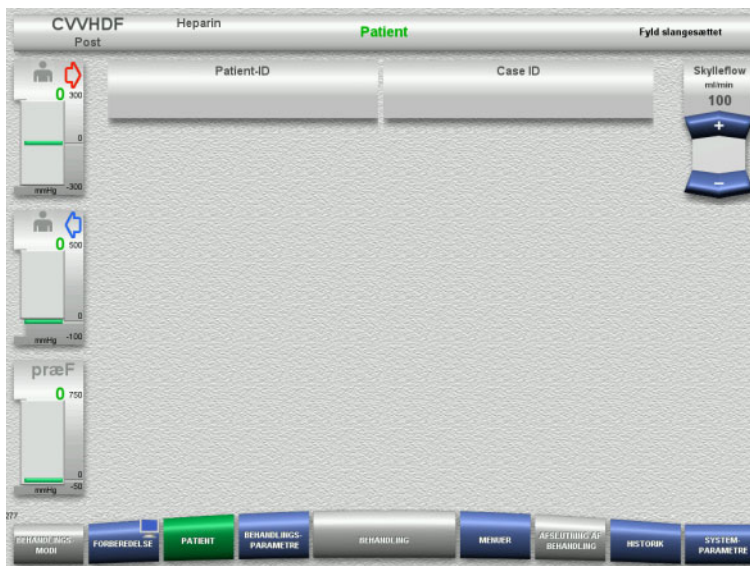 CVVHDF
Heparin
Post
Patient
Fyld slangesættet
Patient-ID
Case ID
Skylleflow
ml/min
100
+
−
0
300
0
-300
mmHg
0
500
0
-100
mmHg
præF
0
750
0
-50
mmHg
277
BEHANDLINGS-
MODI
FORBEREDELSE
PATIENT
BEHANDLINGS-
PARAMETRE
BEHANDLING
MENUER
AFSLUTNING AF
BEHANDLING
HISTORIK
SYSTEM-
PARAMETRE